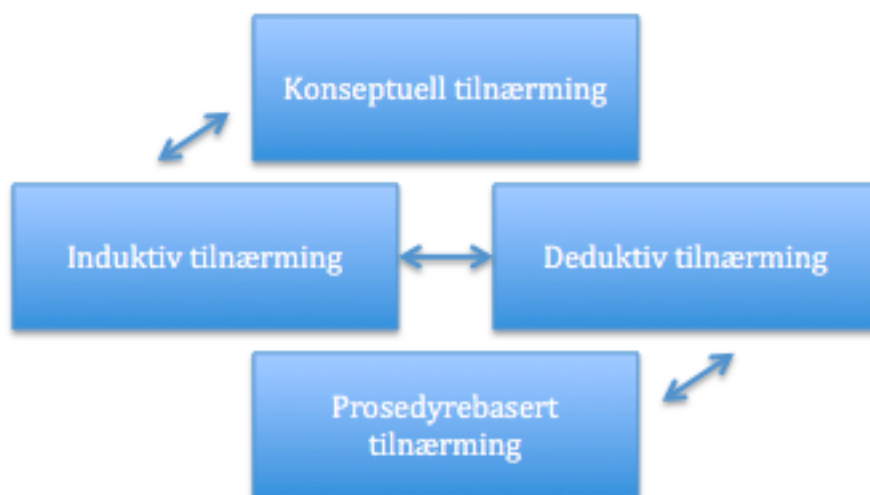 Konseptuell tilnærming
Induktiv tilnærming
Deduktiv tilnærming
Prosedyrebasert
tilnærming